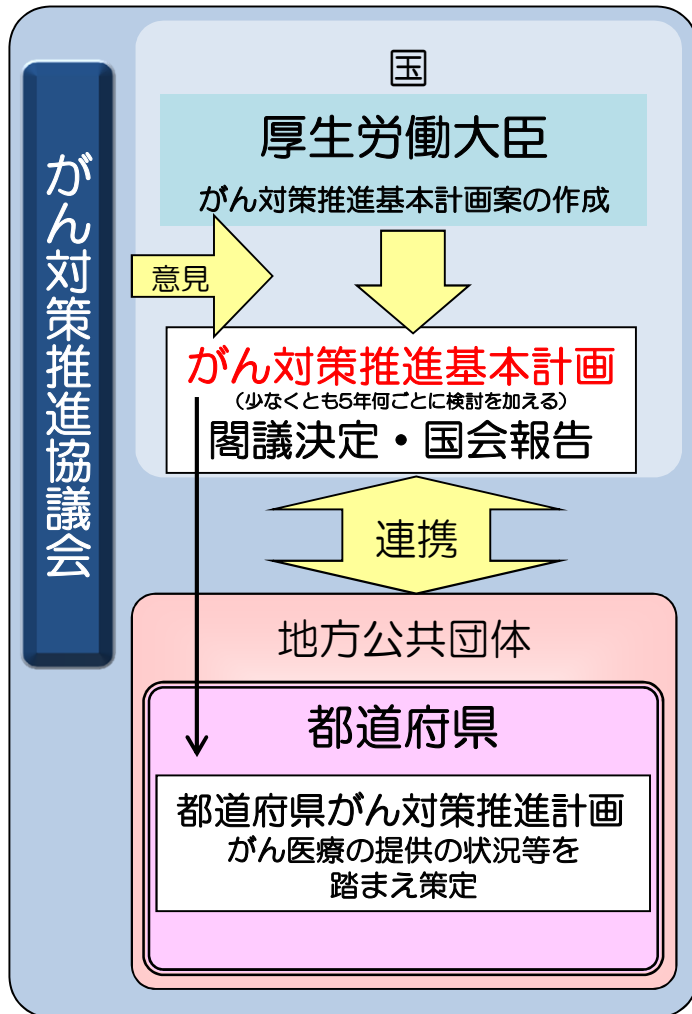 がん対策推進協議会
国
厚生労働大臣
がん対策推進基本計画案の作成
意見
がん対策推進基本計画
（少なくとも5年何ごとに検討を加える）
閣議決定・国会報告
連携
地方公共団体
都道府県
都道府県がん対策推進計画
がん医療の提供の状況等を
踏まえ策定